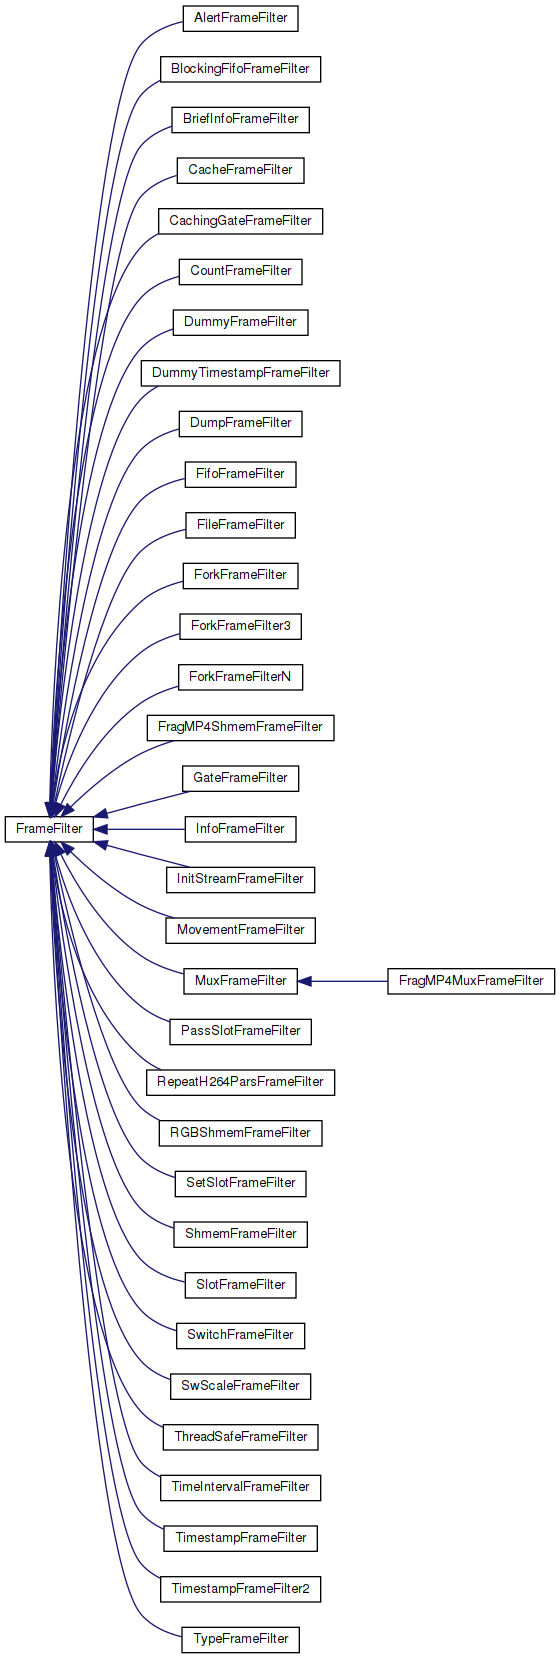 AlertFrameFilter
BlockingFifoFrameFilter
BriefInfoFrameFilter
CacheFrameFilter
CachingGateFrameFilter
CountFrameFilter
DummyFrameFilter
DummyTimestampFrameFilter
DumpFrameFilter
FifoFrameFilter
FileFrameFilter
ForkFrameFilter
ForkFrameFilter3
ForkFrameFilterN
FragMP4ShmemFrameFilter
GateFrameFilter
FrameFilter
InfoFrameFilter
InitStreamFrameFilter
MovementFrameFilter
MuxFrameFilter
FragMP4MuxFrameFilter
PassSlotFrameFilter
RepeatH264ParsFrameFilter
RGBShmemFrameFilter
SetSlotFrameFilter
ShmemFrameFilter
SlotFrameFilter
SwitchFrameFilter
SwScaleFrameFilter
ThreadSafeFrameFilter
TimeIntervalFrameFilter
TimestampFrameFilter
TimestampFrameFilter2
TypeFrameFilter